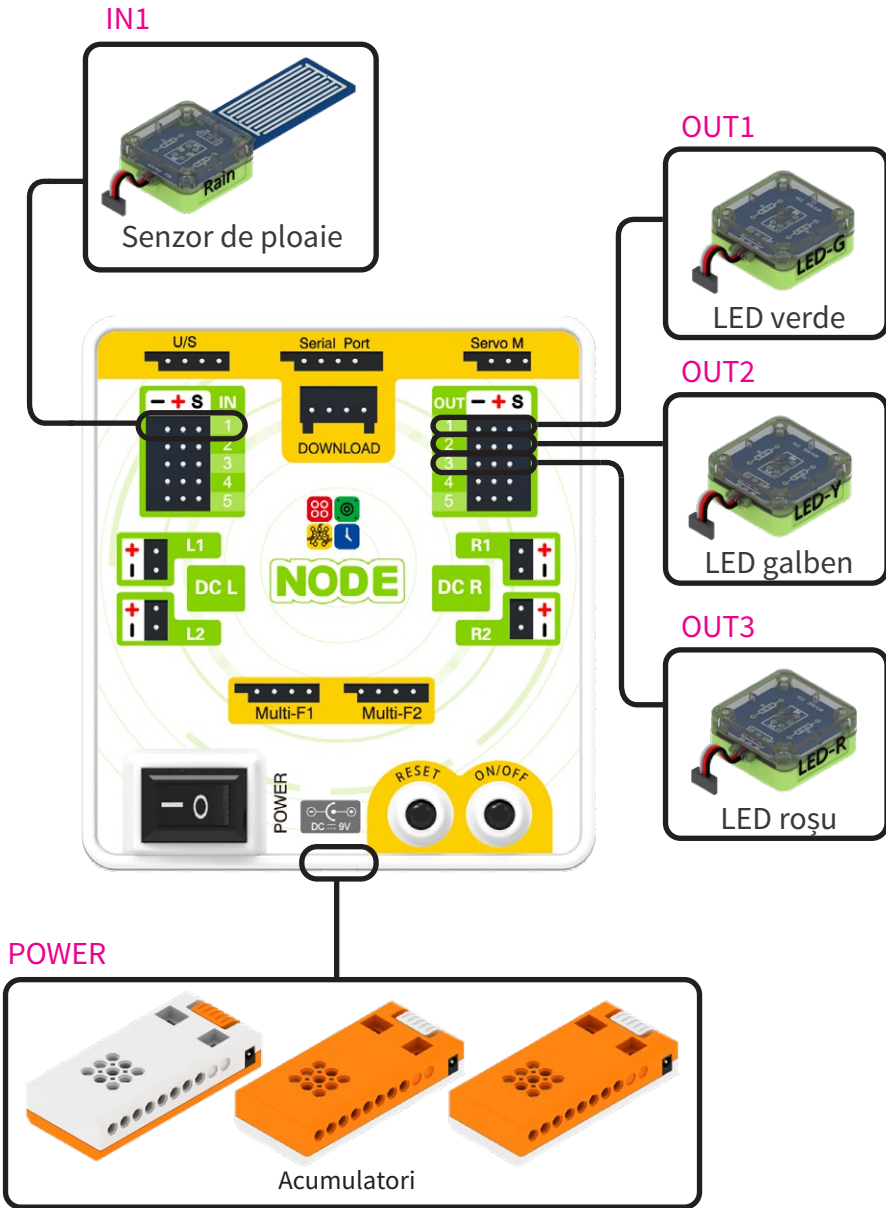 IN1
Rain
Senzor de ploaie
OUT1
LED-G
LED verde
OUT2
LED-Y
LED galben
OUT3
LED-R
LED roșu
U/S
Serial Port
Servo M
− + S IN
1
2
3
4
5
DOWNLOAD
OUT − + S
1
2
3
4
5
+
−
L1
DC L
+
−
L2
NODE
R1
+
−
DC R
R2
+
−
Multi-F1
Multi-F2
POWER
DC 9V
RESET
ON/OFF
POWER
Acumulatori